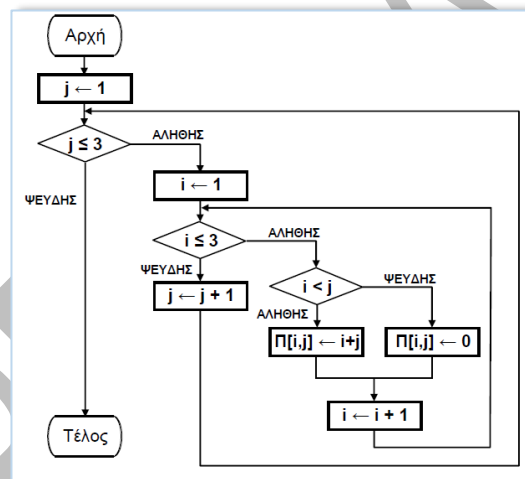 Αρχή
j ← 1
j ≤ 3
ΑΛΗΘΗΣ
ΨΕΥΔΗΣ
i ← 1
i ≤ 3
ΑΛΗΘΗΣ
ΨΕΥΔΗΣ
j ← j + 1
i < j
ΨΕΥΔΗΣ
ΑΛΗΘΗΣ
Π[i,j] ← i+j
Π[i,j] ← 0
i ← i + 1
Τέλος